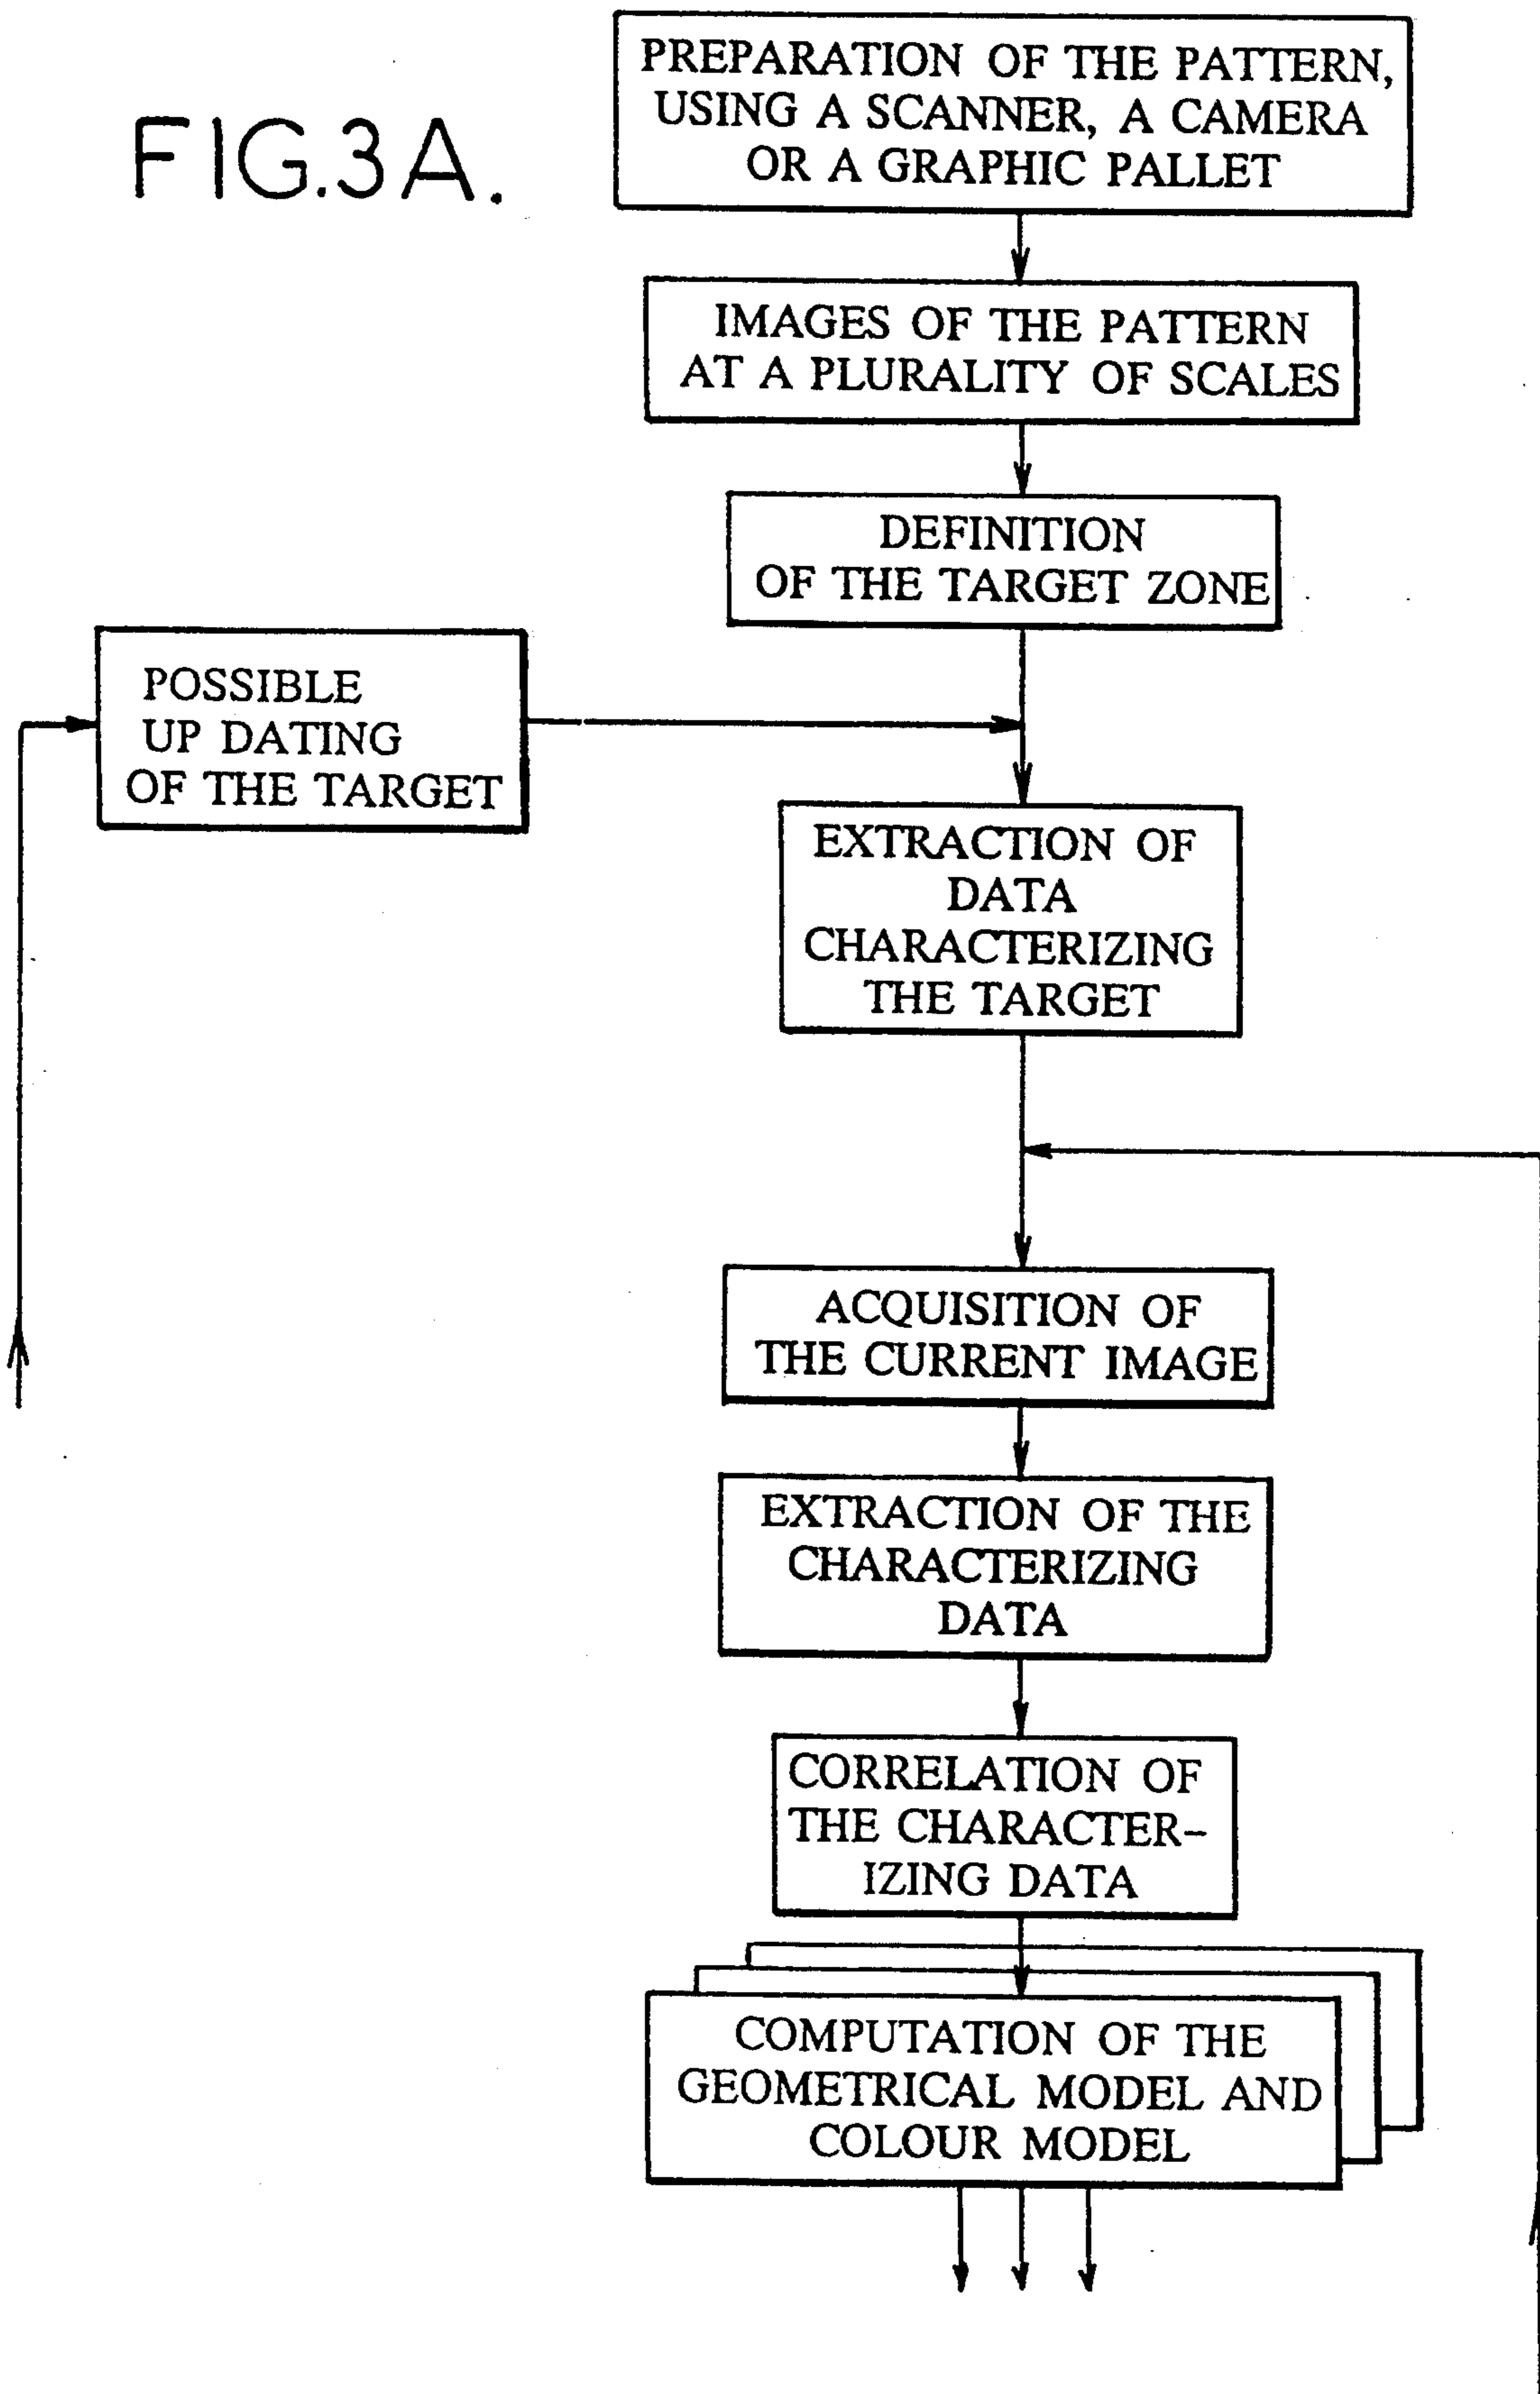 FIG.3A.
PREPARATION OF THE PATTERN,
USING A SCANNER, A CAMERA
OR A GRAPHIC PALLET
IMAGES OF THE PATTERN
AT A PLURALITY OF SCALES
DEFINITION
OF THE TARGET ZONE
POSSIBLE
UP DATING
OF THE TARGET
EXTRACTION OF
DATA
CHARACTERIZING
THE TARGET
ACQUISITION OF
THE CURRENT IMAGE
EXTRACTION OF THE
CHARACTERIZING
DATA
CORRELATION OF
THE CHARACTER-
IZING DATA
COMPUTATION OF THE
GEOMETRICAL MODEL AND
COLOUR MODEL